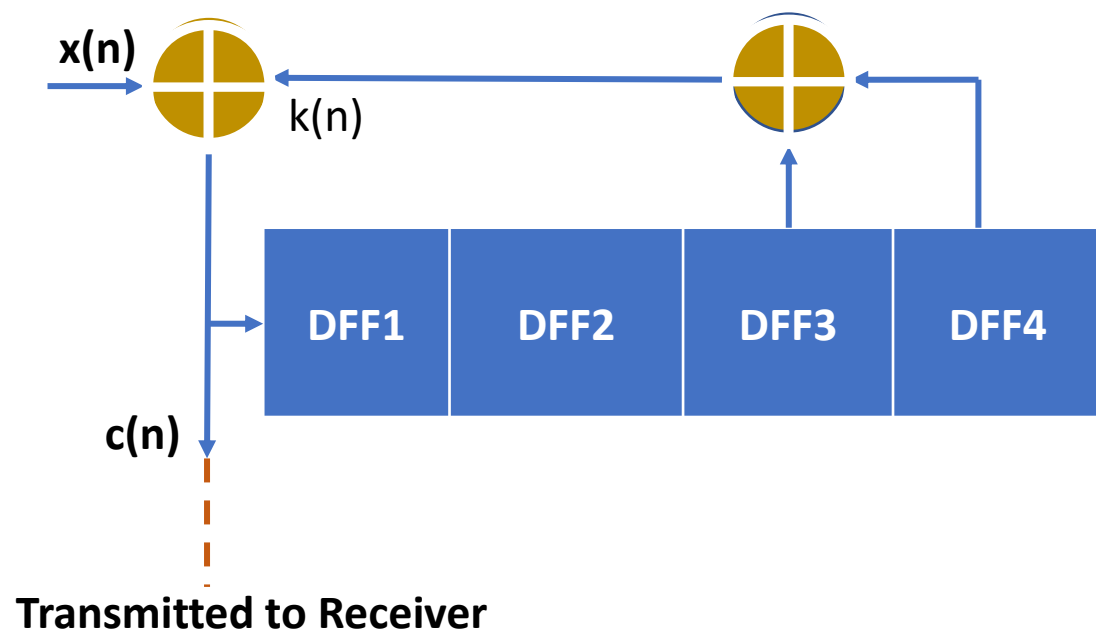 x(n)
k(n)
DFF1 DFF2 DFF3 DFF4
c(n)
Transmitted to Receiver